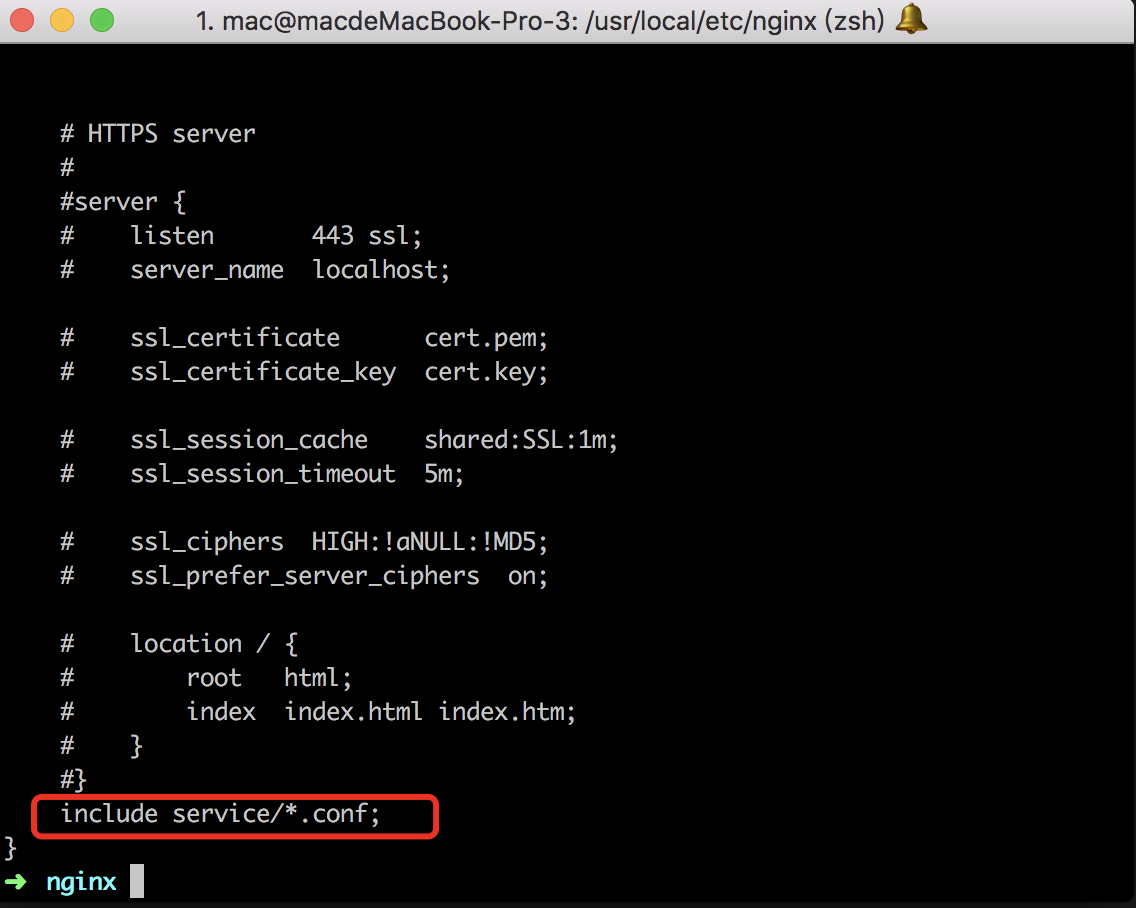 1. mac@macdeMacBook-Pro-3: /usr/local/etc/nginx (zsh) 🔔
# HTTPS server
#
#server {
#    listen       443 ssl;
#    server_name  localhost;
#    ssl_certificate      cert.pem;
#    ssl_certificate_key  cert.key;
#    ssl_session_cache    shared:SSL:1m;
#    ssl_session_timeout  5m;
#    ssl_ciphers  HIGH:!aNULL:!MD5;
#    ssl_prefer_server_ciphers  on;
#    location / {
#        root   html;
#        index  index.html index.htm;
#    }
#}
include service/*.conf;
}
➜  nginx